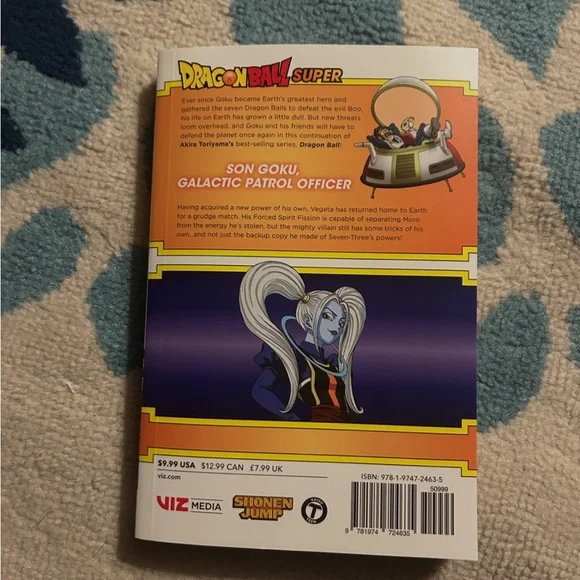 DRAGON BALL SUPER
Ever since Goku became Earth's greatest hero and
gathered the seven Dragon Balls to defeat the evil Boo,
his life on Earth has grown a little dull. But new threats
loom overhead, and Goku and his friends will have to
defend the planet once again in this continuation of
Akira Toriyama's best-selling series, Dragon Ball!
SON GOKU,
GALACTIC PATROL OFFICER
Having acquired a new power of his own, Vegeta has returned home to Earth
for a grudge match. His Forced Spirit Fission is capable of separating Moro
from the energy he's stolen, but the mighty villain still has some tricks of his
own...and not just the backup copy he made of Seven-Three's powers!
$9.99 USA $12.99 CAN £7.99 UK
viz.com
VIZ MEDIA
SHONEN
JUMP
T
TEEN
ISBN: 978-1-9747-2463-5
50999
9 781974 724635